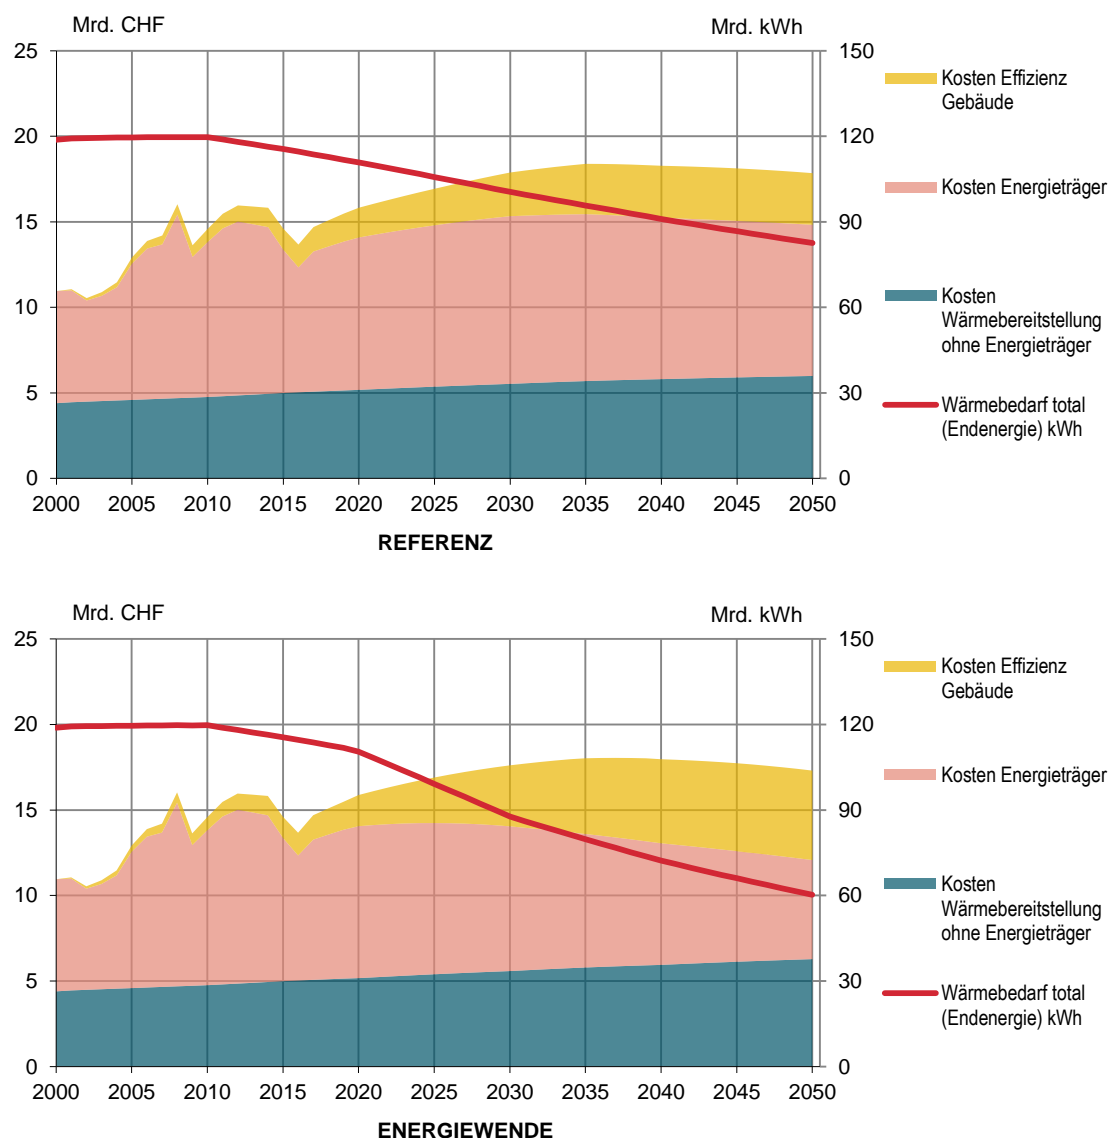 Mrd. CHF
Mrd. kWh
25
20
15
10
5
0
150
120
90
60
30
0
2000 2005 2010 2015 2020 2025 2030 2035 2040 2045 2050
Kosten Effizienz
Gebäude
Kosten Energieträger
Kosten
Wärmebereitstellung
ohne Energieträger
Wärmebedarf total
(Endenergie) kWh
REFERENZ
Mrd. CHF
Mrd. kWh
25
20
15
10
5
0
150
120
90
60
30
0
2000 2005 2010 2015 2020 2025 2030 2035 2040 2045 2050
Kosten Effizienz
Gebäude
Kosten Energieträger
Kosten
Wärmebereitstellung
ohne Energieträger
Wärmebedarf total
(Endenergie) kWh
ENERGIEWENDE